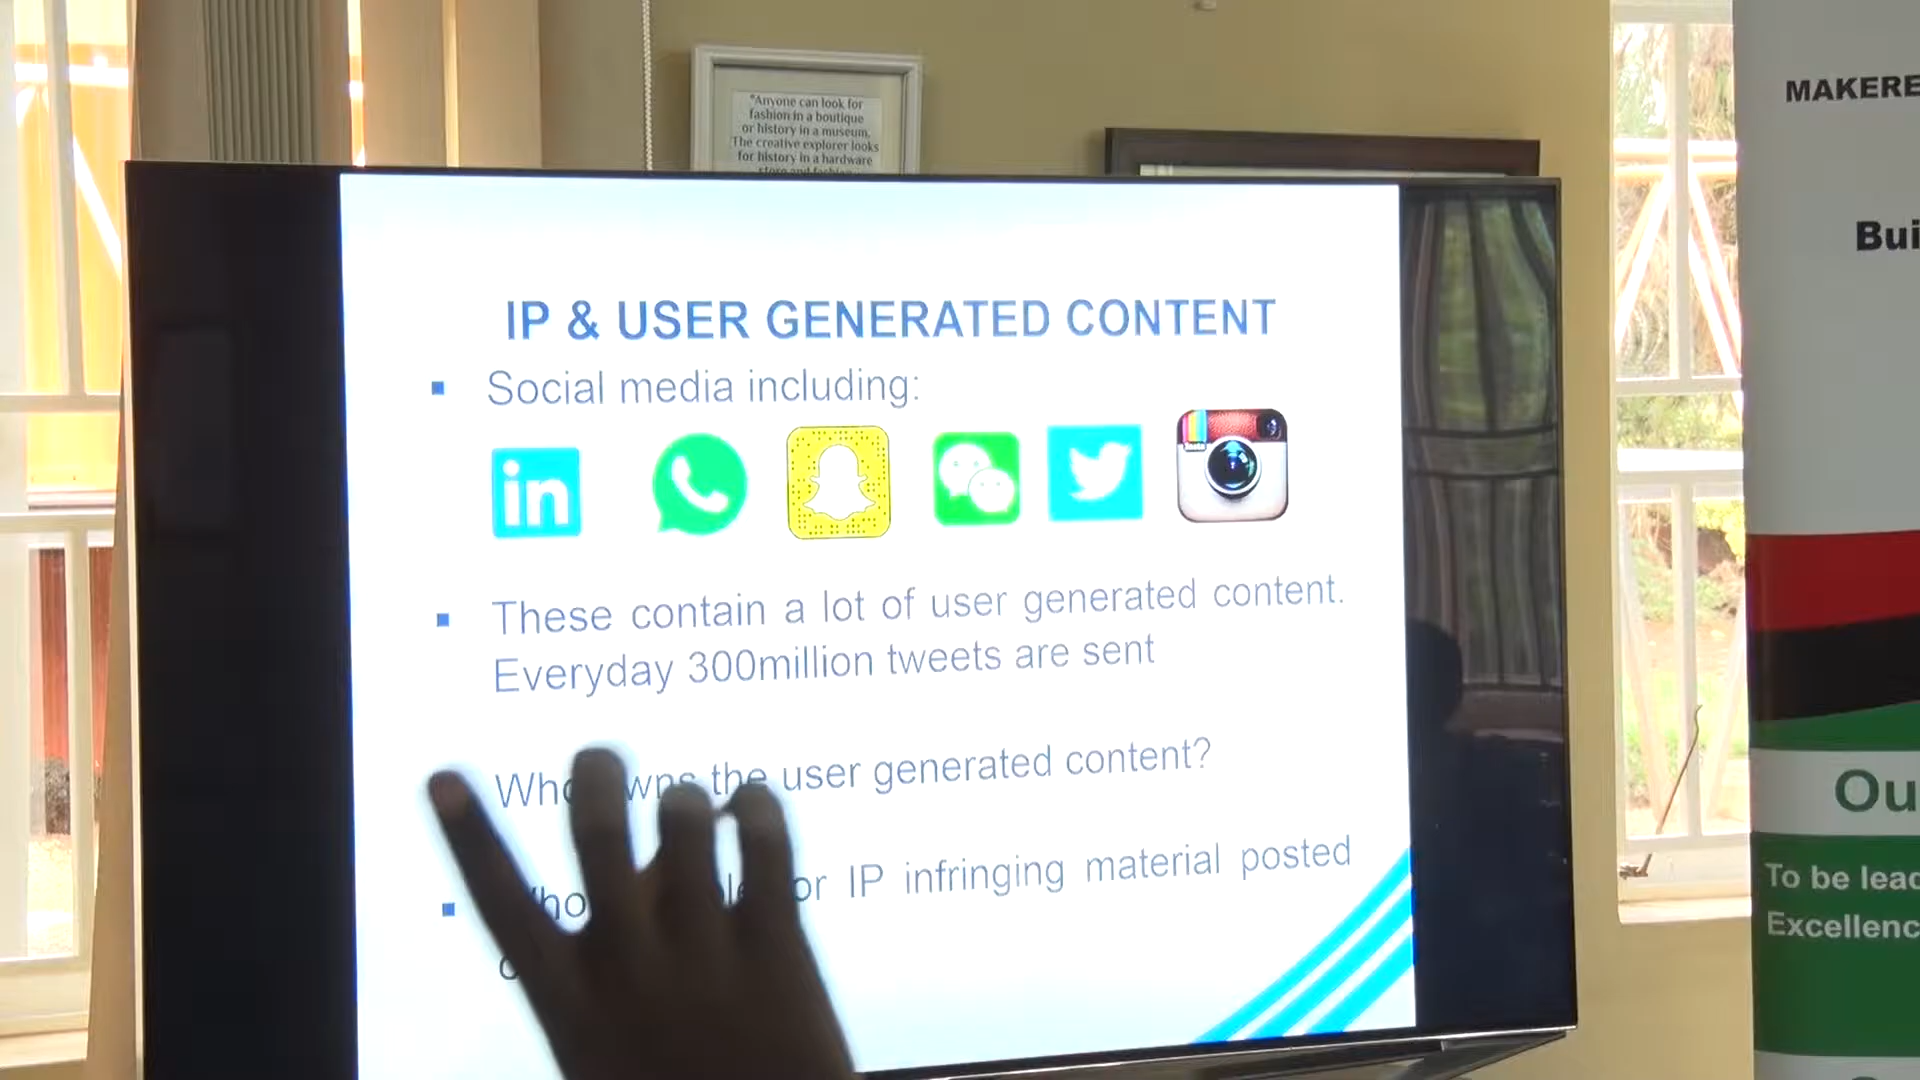 "Anyone can look for
fashion in a boutique
or history in a museum.
The creative explorer looks
for history in a hardware
MAKERE
Bui
IP & USER GENERATED CONTENT
Social media including:
in
These contain a lot of user generated content.
Everyday 300million tweets are sent
the user generated content?
IP infringing material posted
Ou
To be lead
Excellenc